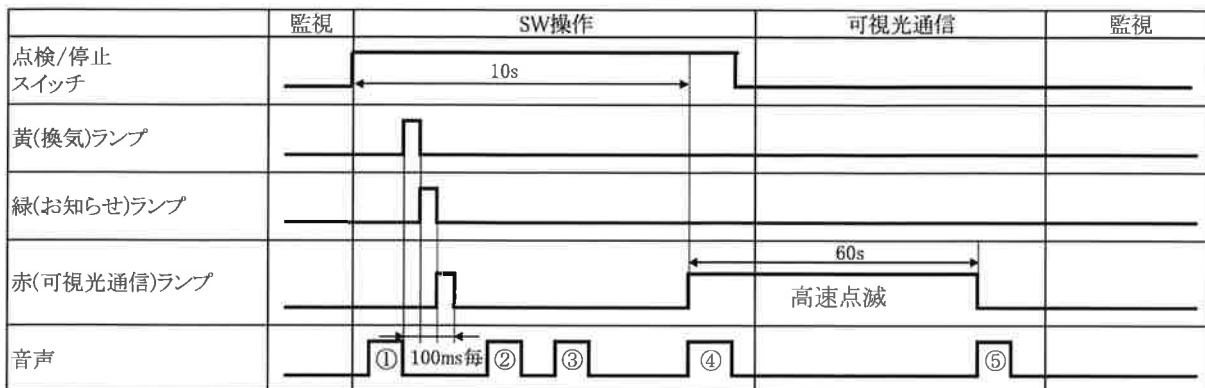 監視 SW操作 可視光通信 監視
点検/停止
スイッチ
10s
黄(換気)ランプ
緑(お知らせ)ランプ
60s
赤(可視光通信)ランプ
高速点滅
音声 ① 100ms毎 ② ③ ④ ⑤